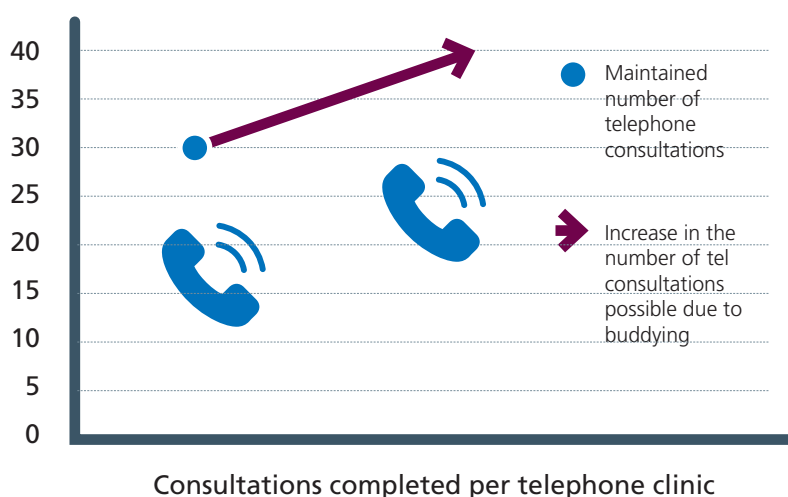 40
35
30
25
20
15
10
5
0
Maintained
number of
telephone
consultations
Increase in the
number of tel
consultations
possible due to
buddying
Consultations completed per telephone clinic